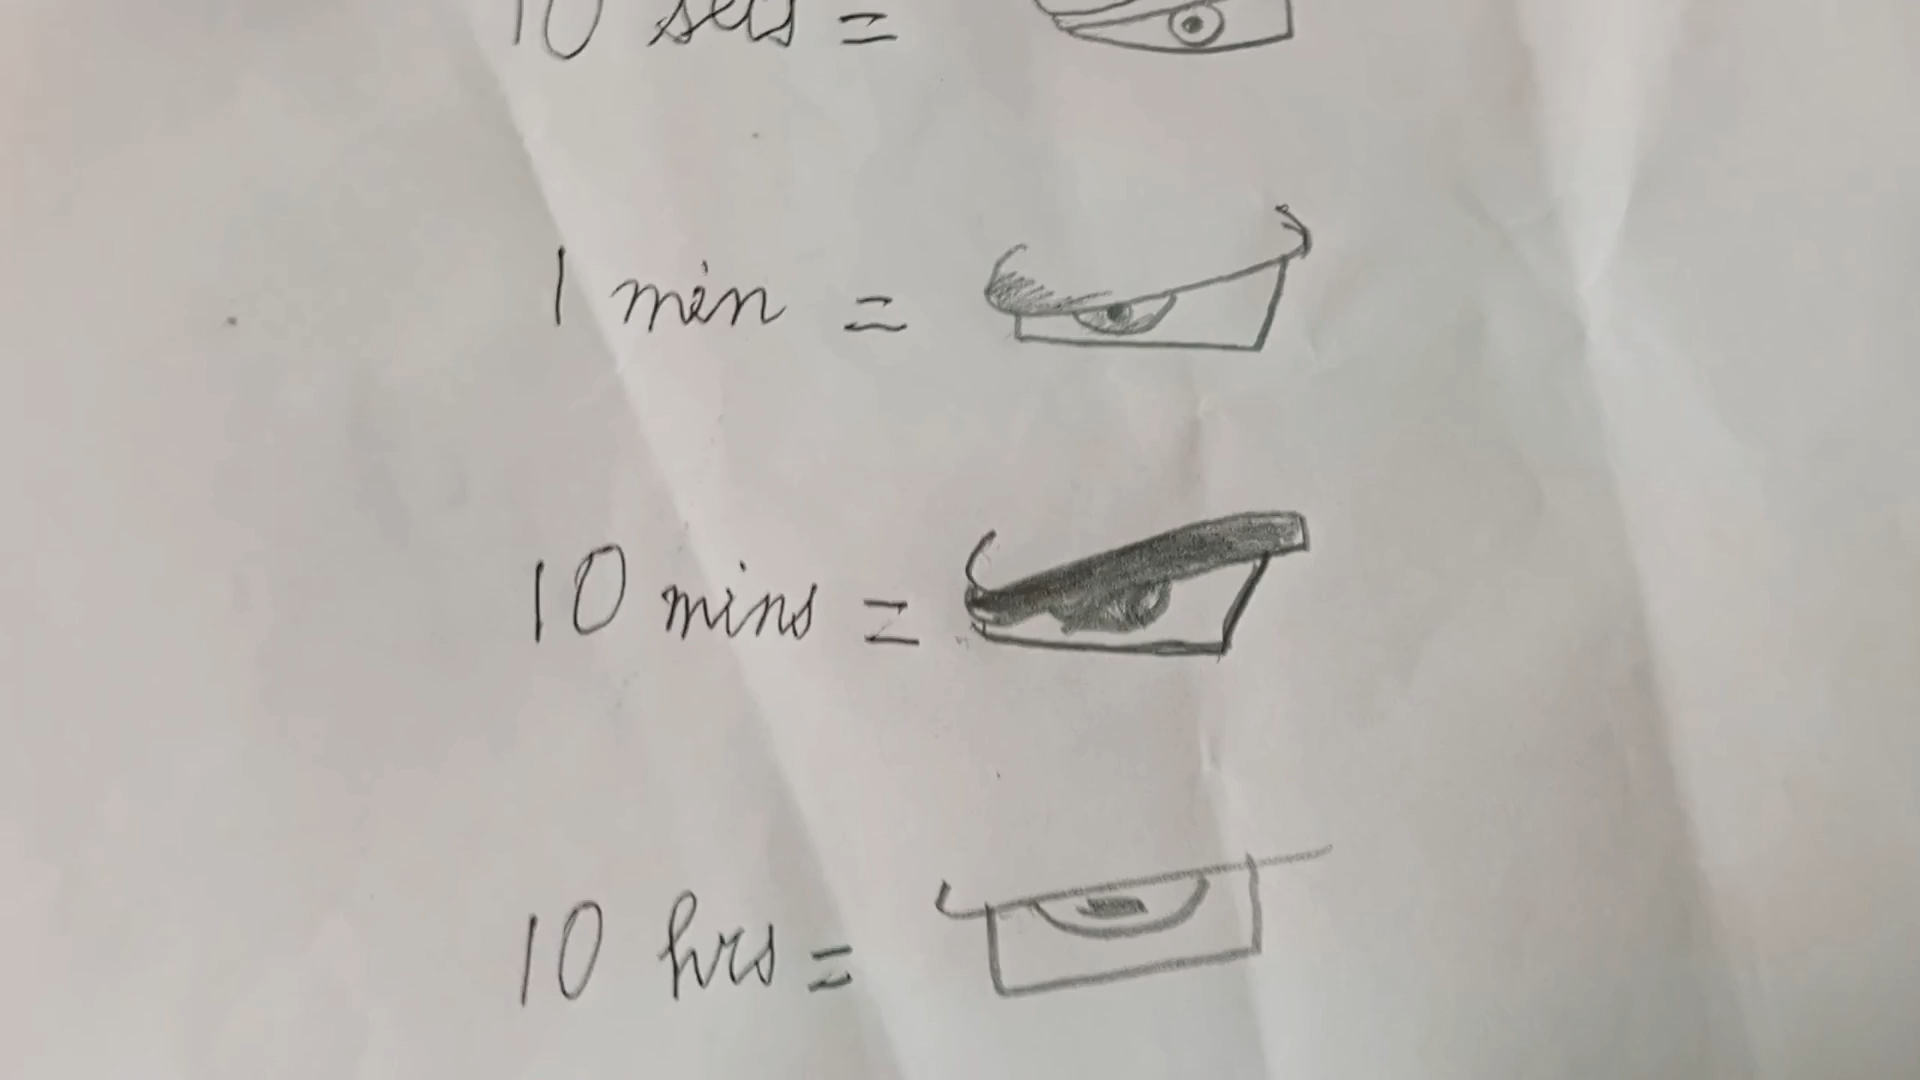 10 secs =
1 min =
10 mins =
10 hrs =